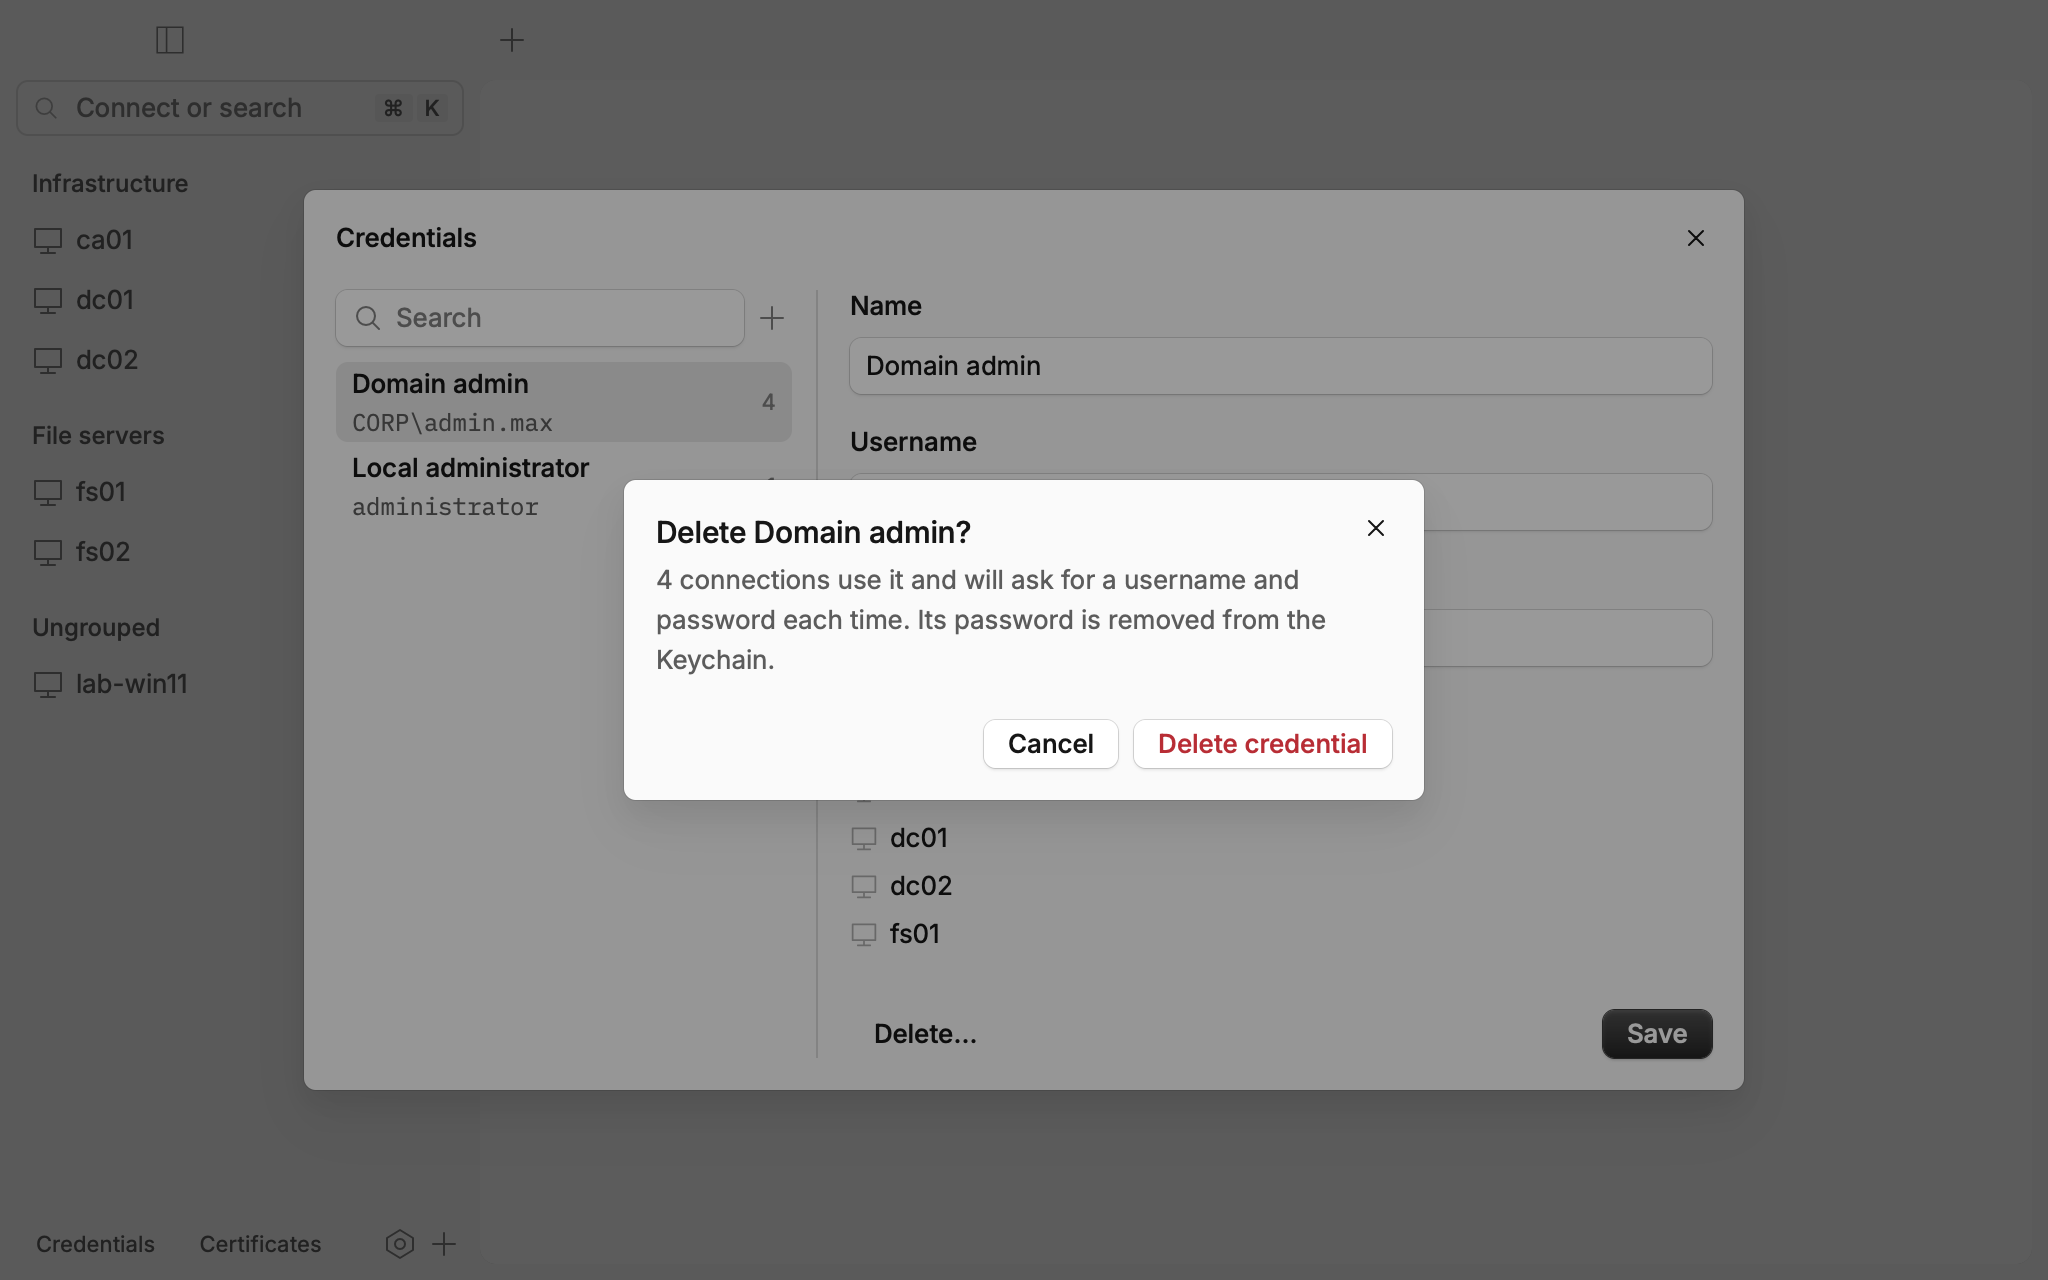 Connect or search
⌘ K
Infrastructure
ca01
dc01
dc02
File servers
fs01
fs02
Ungrouped
lab-win11
Credentials
Certificates
Credentials
Search
Domain admin
CORP\admin.max
4
Local administrator
administrator
Name
Domain admin
Username
Delete Domain admin?
4 connections use it and will ask for a username and
password each time. Its password is removed from the
Keychain.
Cancel
Delete credential
dc01
dc02
fs01
Delete...
Save